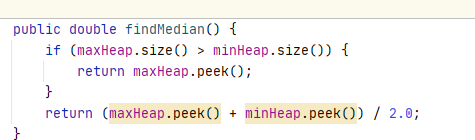 public double findMedian() {
    if (maxHeap.size() > minHeap.size()) {
        return maxHeap.peek();
    }
    return (maxHeap.peek() + minHeap.peek()) / 2.0;
}